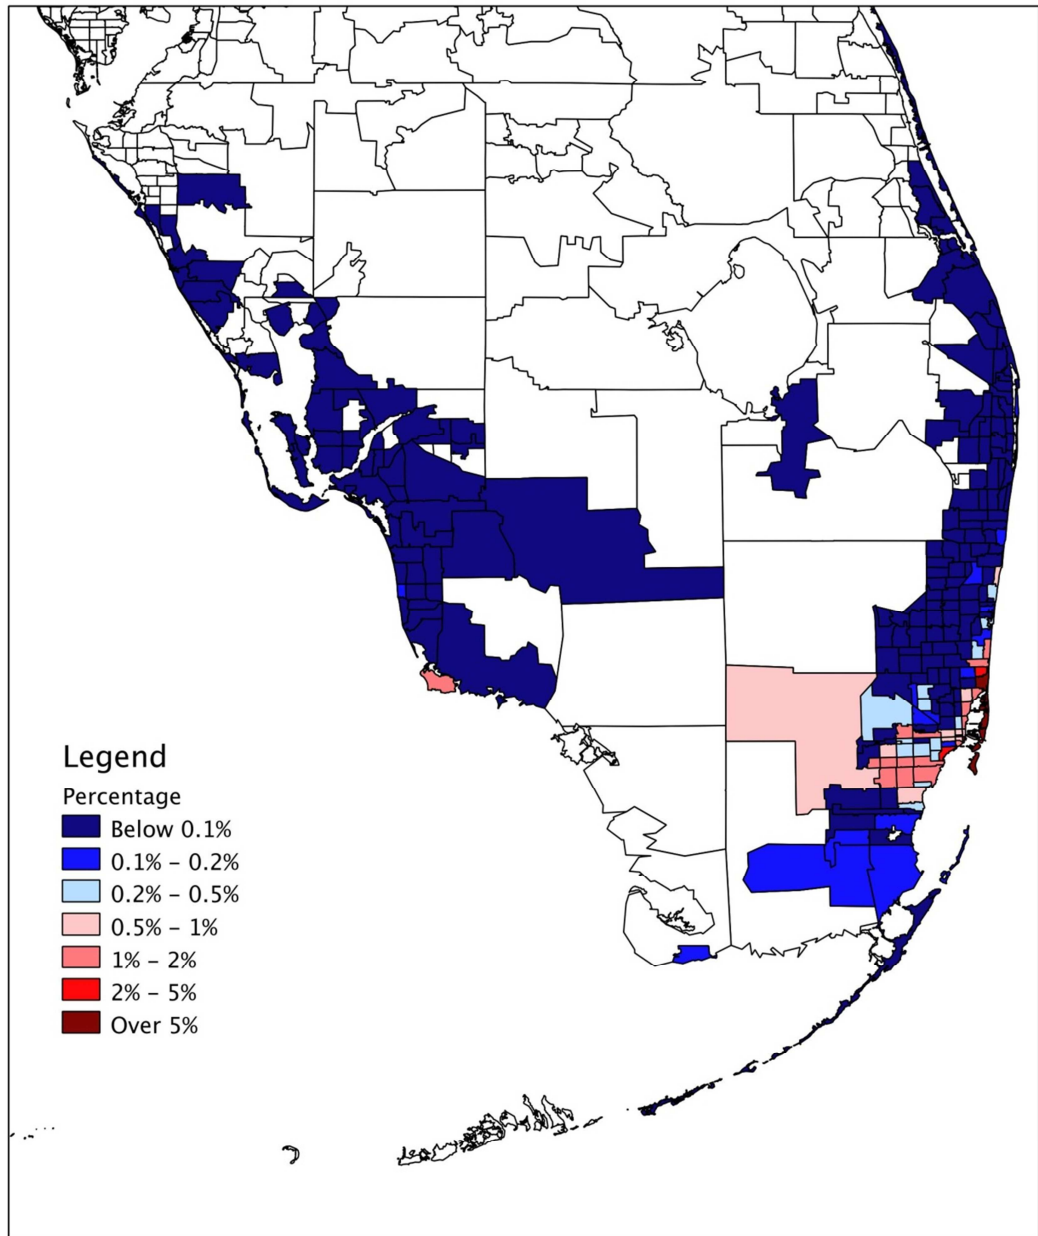 Legend
Percentage
Below 0.1%
0.1% – 0.2%
0.2% – 0.5%
0.5% – 1%
1% – 2%
2% – 5%
Over 5%